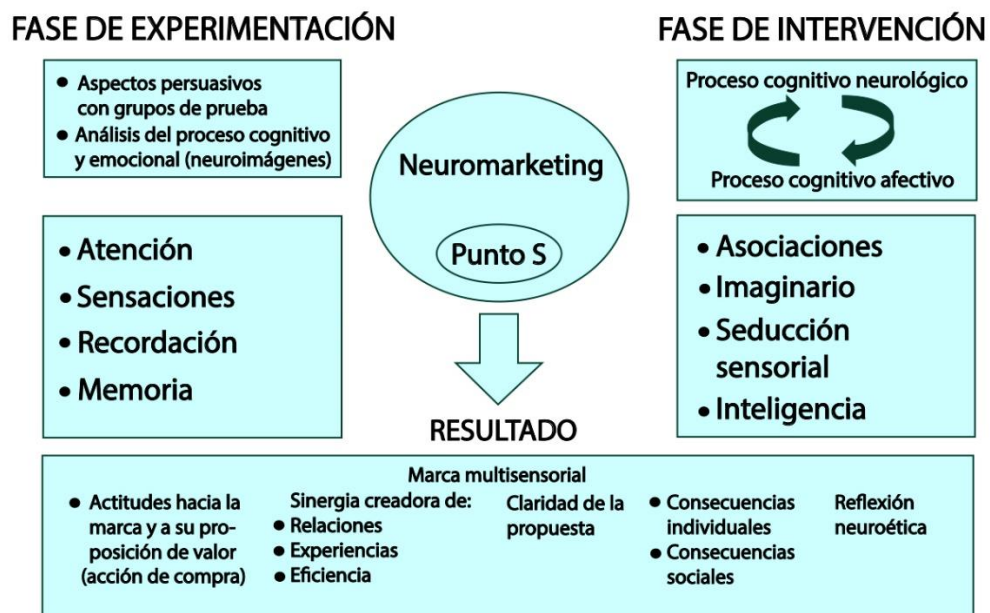 FASE DE EXPERIMENTACIÓN
• Aspectos persuasivos
con grupos de prueba
• Análisis del proceso cognitivo
y emocional (neuroimágenes)
• Atención
• Sensaciones
• Recordación
• Memoria
Neuromarketing
Punto S
FASE DE INTERVENCIÓN
Proceso cognitivo neurológico
Proceso cognitivo afectivo
• Asociaciones
• Imaginario
• Seducción
sensorial
• Inteligencia
RESULTADO
Marca multisensorial
• Actitudes hacia la
marca y a su pro-
posición de valor
(acción de compra)
Sinergia creadora de:
• Relaciones
• Experiencias
• Eficiencia
Claridad de la
propuesta
• Consecuencias
individuales
• Consecuencias
sociales
Reflexión
neuroética